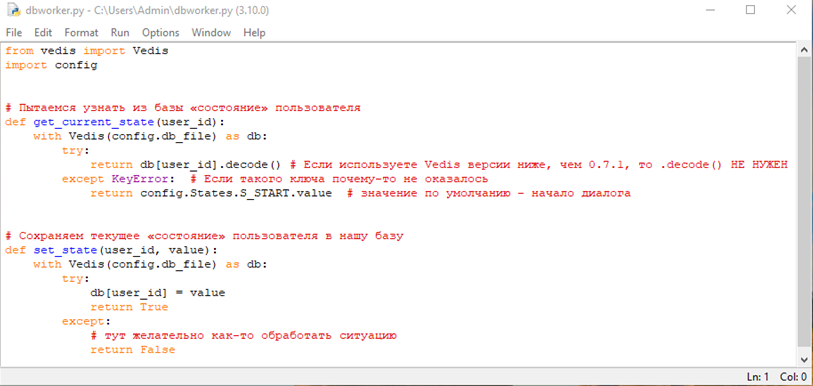 dbworker.py - C:\Users\Admin\dbworker.py (3.10.0)
File Edit Format Run Options Window Help
from vedis import Vedis
import config
# Пытаемся узнать из базы «состояние» пользователя
def get_current_state(user_id):
    with Vedis(config.db_file) as db:
        try:
            return db[user_id].decode() # Если используете Vedis версии ниже, чем 0.7.1, то .decode() НЕ НУЖЕН
        except KeyError:  # Если такого ключа почему-то не оказалось
            return config.States.S_START.value  # значение по умолчанию - начало диалога
# Сохраняем текущее «состояние» пользователя в нашу базу
def set_state(user_id, value):
    with Vedis(config.db_file) as db:
        try:
            db[user_id] = value
            return True
        except:
            # тут желательно как-то обработать ситуацию
            return False
Ln: 1 Col: 0